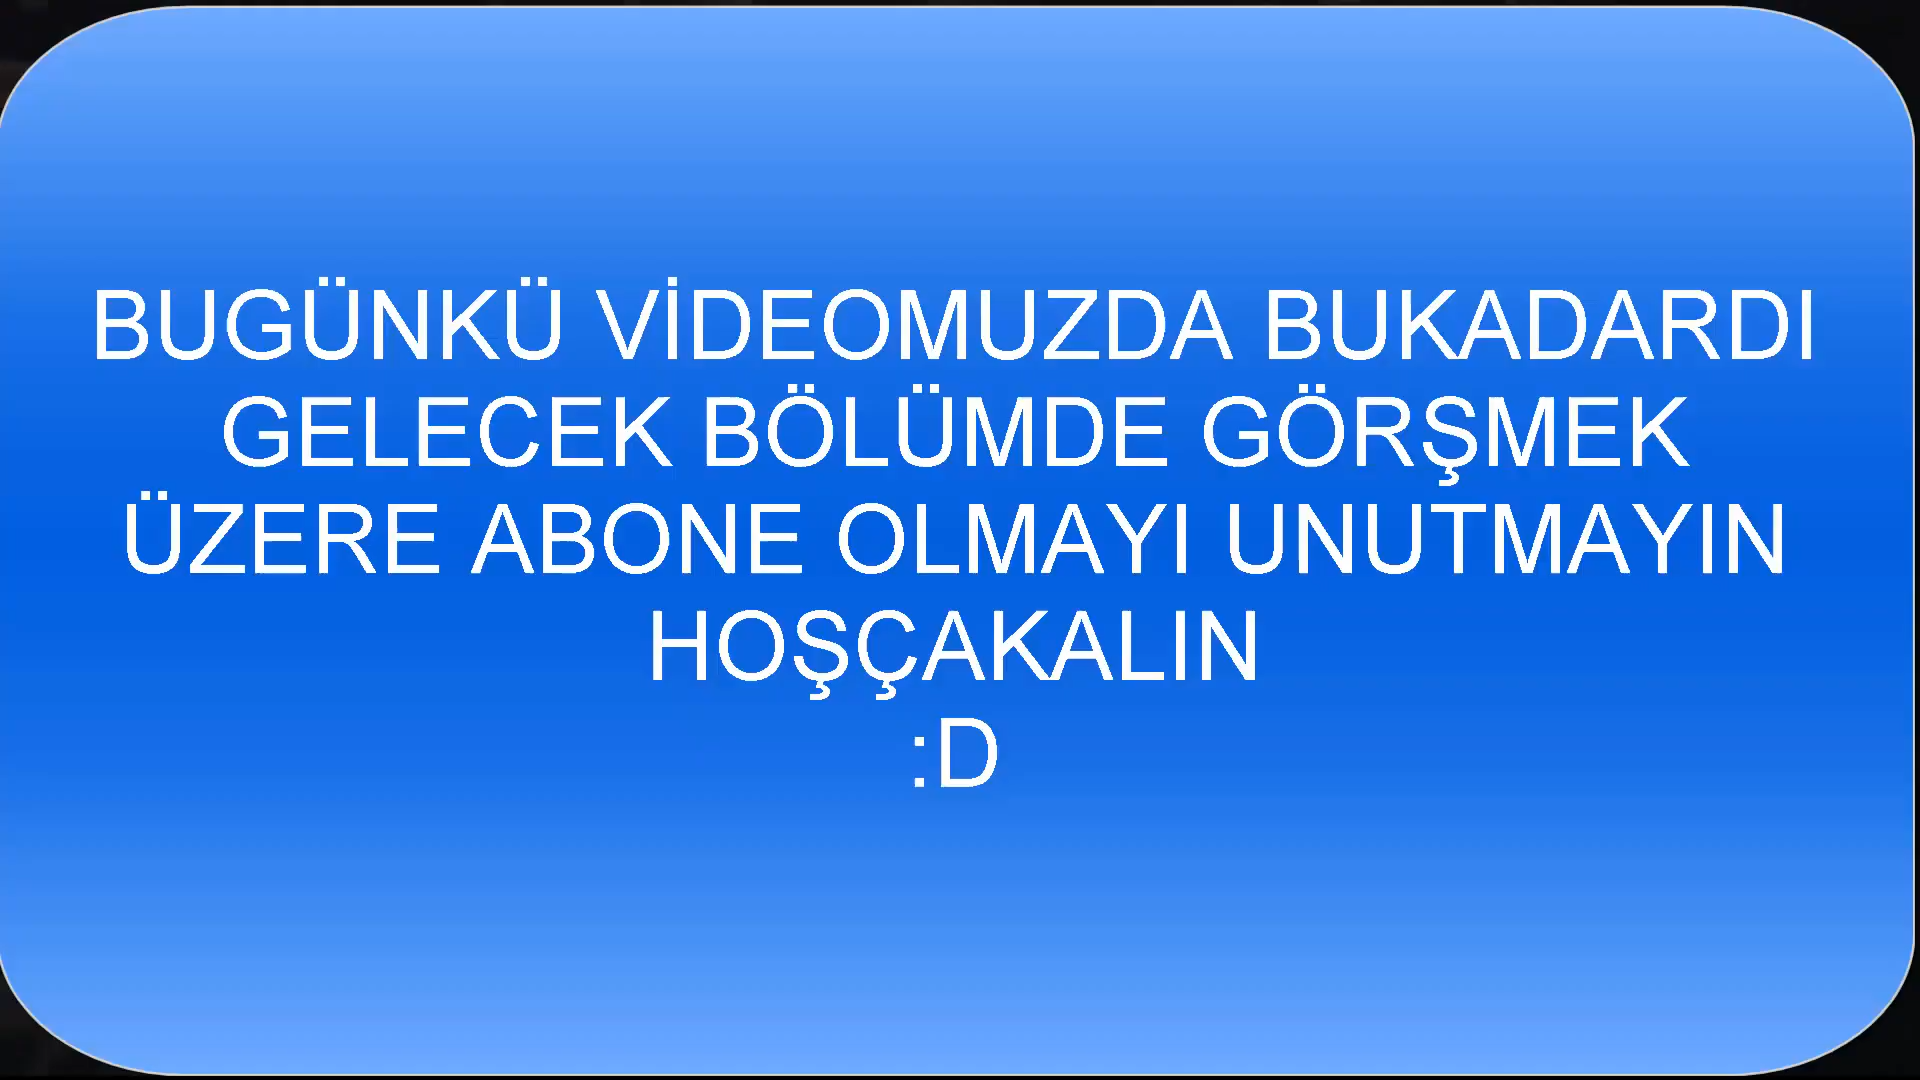 BUGÜNKÜ VİDEOMUZDA BUKADARDI
GELECEK BÖLÜMDE GÖRŞMEK
ÜZERE ABONE OLMAYI UNUTMAYIN
HOŞÇAKALIN
:D